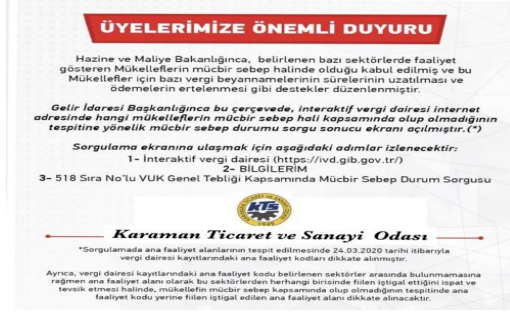 ÜYELERİMİZE ÖNEMLİ DUYURU
Hazine ve Maliye Bakanlığınca, belirlenen bazı sektörlerde faaliyet
gösteren Mükelleflerin mücbir sebep halinde olduğu kabul edilmiş ve bu
Mükellefler için bazı vergi beyannamelerinin sürelerinin uzatılması ve
ödemelerin ertelenmesi gibi destekler düzenlenmiştir.
Gelir İdaresi Başkanlığınca bu çerçevede, interaktif vergi dairesi internet
adresinde hangi mükelleflerin mücbir sebep hali kapsamında olup olmadığının
tespitine yönelik mücbir sebep durumu sorgu sonucu ekranı açılmıştır.(*)
Sorgulama ekranına ulaşmak için aşağıdaki adımlar izlenecektir:
1- İnteraktif vergi dairesi (https://ivd.gib.gov.tr/)
2- BİLGİLERİM
3- 518 Sıra No'lu VUK Genel Tebliği Kapsamında Mücbir Sebep Durum Sorgusu
KTS
Karaman Ticaret ve Sanayi Odası
*Sorgulamada ana faaliyet alanlarının tespit edilmesinde 24.03.2020 tarihi itibarıyla
vergi dairesi kayıtlarındaki ana faaliyet kodları dikkate alınmıştır.
Ayrıca, vergi dairesi kayıtlarındaki ana faaliyet kodu belirlenen sektörler arasında bulunmamasına
rağmen ana faaliyet alanı olarak bu sektörlerden herhangi birisinde fiilen iştigal ettiğini ispat ve
tevsik etmesi halinde, mükellefin mücbir sebep kapsamında olup olmadığının tespitinde ana
faaliyet kodu yerine fiilen iştigal edilen ana faaliyet alanı dikkate alınacaktır.